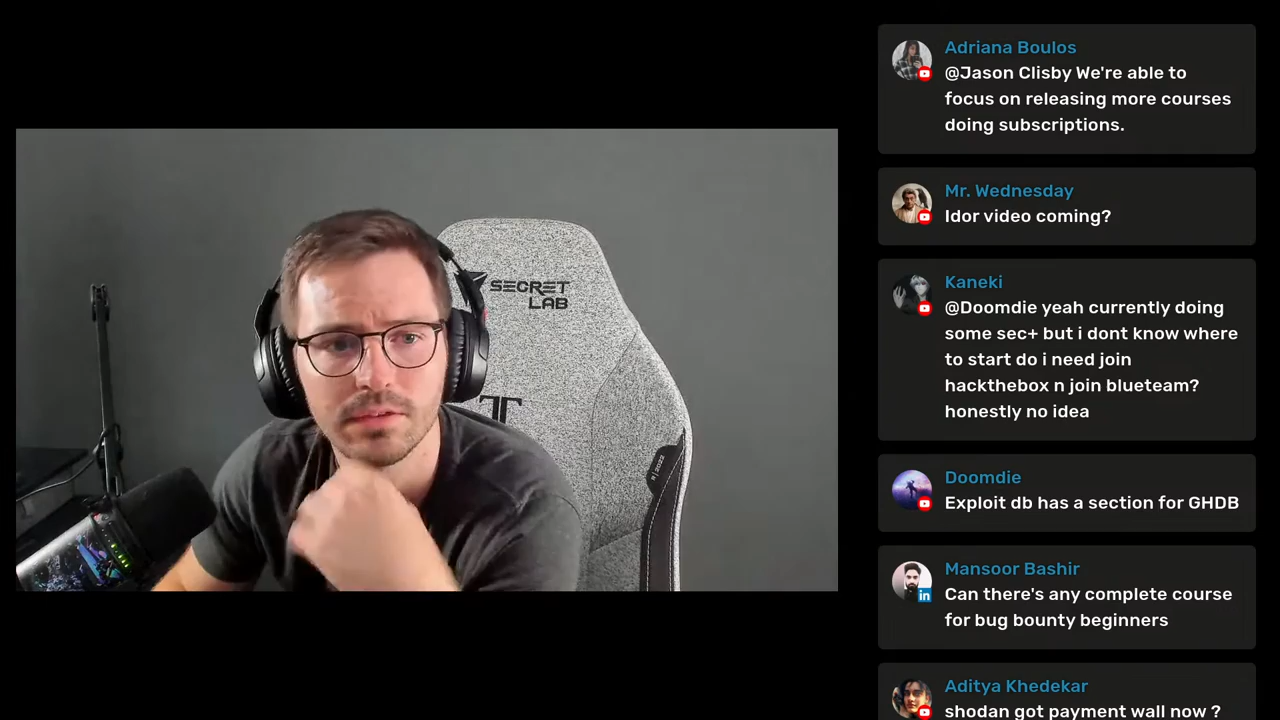 SECRET
LAB
Adriana Boulos
@Jason Clisby We're able to
focus on releasing more courses
doing subscriptions.
Mr. Wednesday
Idor video coming?
Kaneki
@Doomdie yeah currently doing
some sec+ but i dont know where
to start do i need join
hackthebox n join blueteam?
honestly no idea
Doomdie
Exploit db has a section for GHDB
Mansoor Bashir
Can there's any complete course
for bug bounty beginners
in
Aditya Khedekar
shodan got payment wall now ?